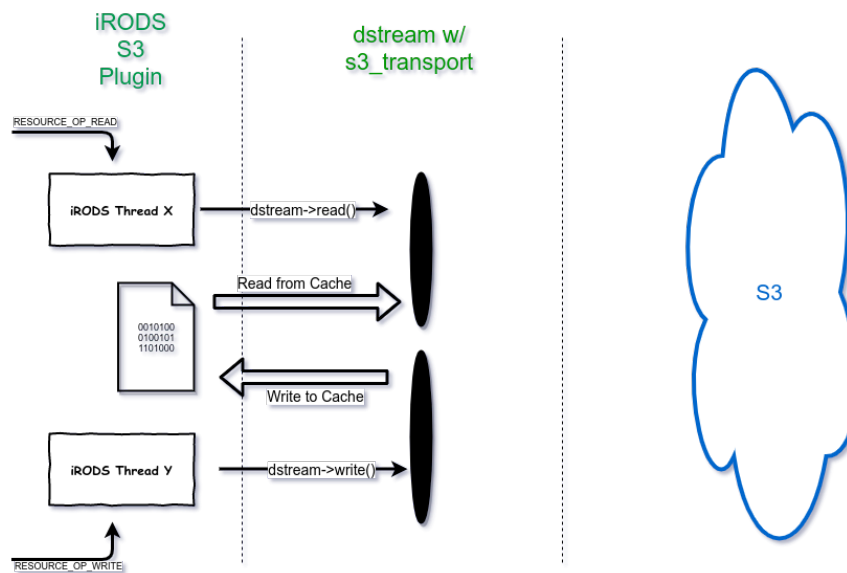 iRODS
S3
Plugin
dstream w/
s3_transport
RESOURCE_OP_READ
iRODS Thread X
dstream->read()
Read from Cache
0010100
0100101
1101000
S3
Write to Cache
iRODS Thread Y
dstream->write()
RESOURCE_OP_WRITE